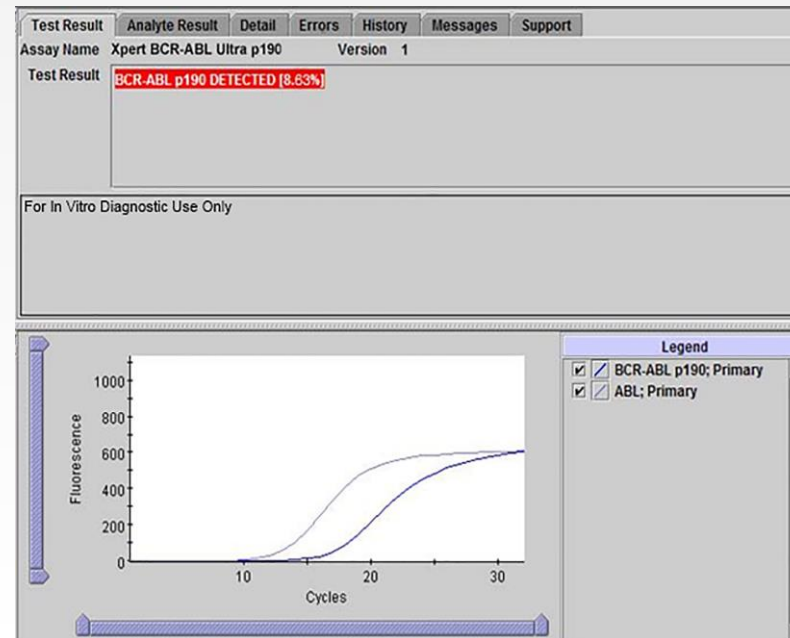 Test Result Analyte Result Detail Errors History Messages Support
Assay Name Xpert BCR-ABL Ultra p190 Version 1
Test Result BCR-ABL p190 DETECTED [8.63%]
For In Vitro Diagnostic Use Only
1000
800
600
400
200
0
Fluorescence
10 20 30
Cycles
Legend
BCR-ABL p190; Primary
ABL; Primary